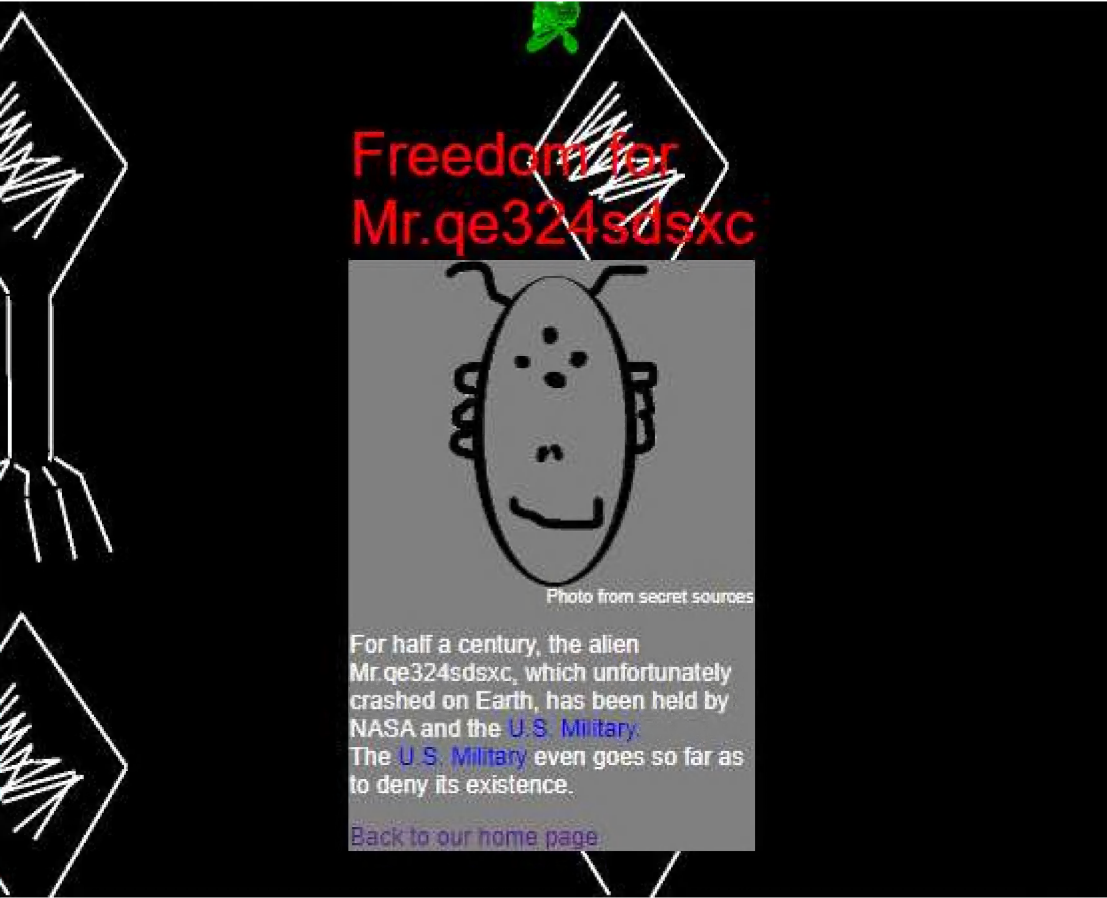 Freedom for
Mr.qe324sdsxc
Photo from secret sources
For half a century, the alien
Mr.qe324sdsxc, which unfortunately
crashed on Earth, has been held by
NASA and the U.S. Military.
The U.S. Military even goes so far as
to deny its existence.
Back to our home page